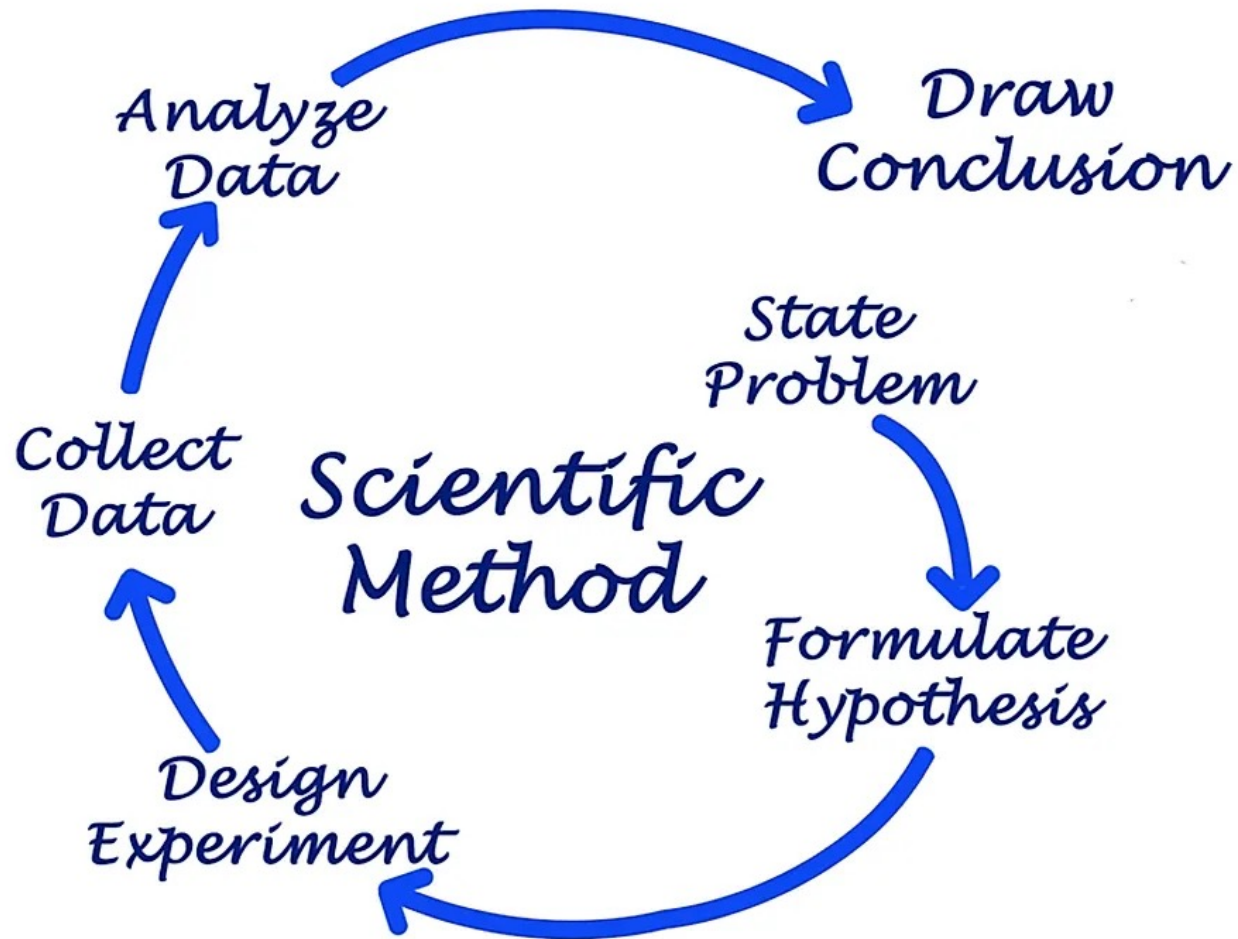 Analyze
Data
Draw
Conclusion
State
Problem
Collect
Data
Scientific
Method
Formulate
Hypothesis
Design
Experiment